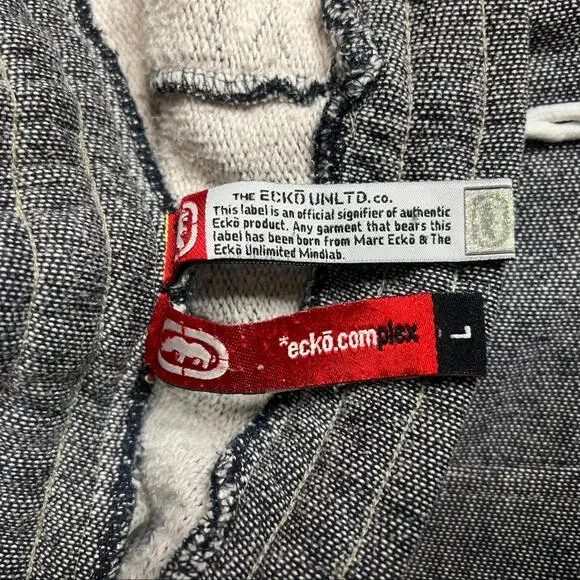 THE ECKŌ UNLTD.co.
This label is an official signifier of authentic
Eckō product. Any garment that bears this
label has been born from Marc Eckō & The
Eckō Unlimited Mindlab.
*eckō.complex
L